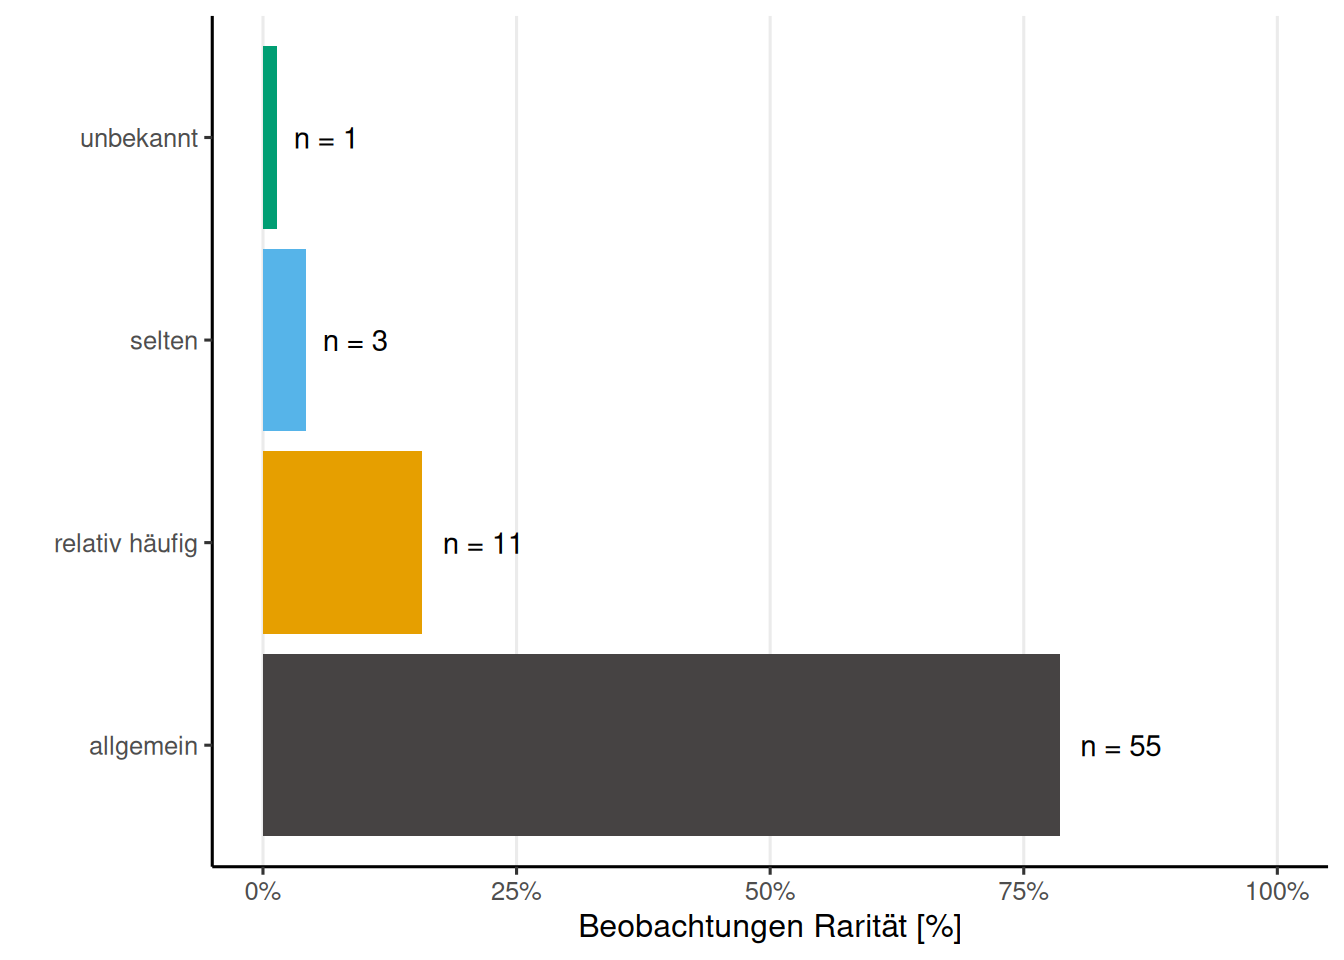 unbekannt n = 1
selten n = 3
relativ häufig n = 11
allgemein n = 55
0% 25% 50% 75% 100%
Beobachtungen Rarität [%]